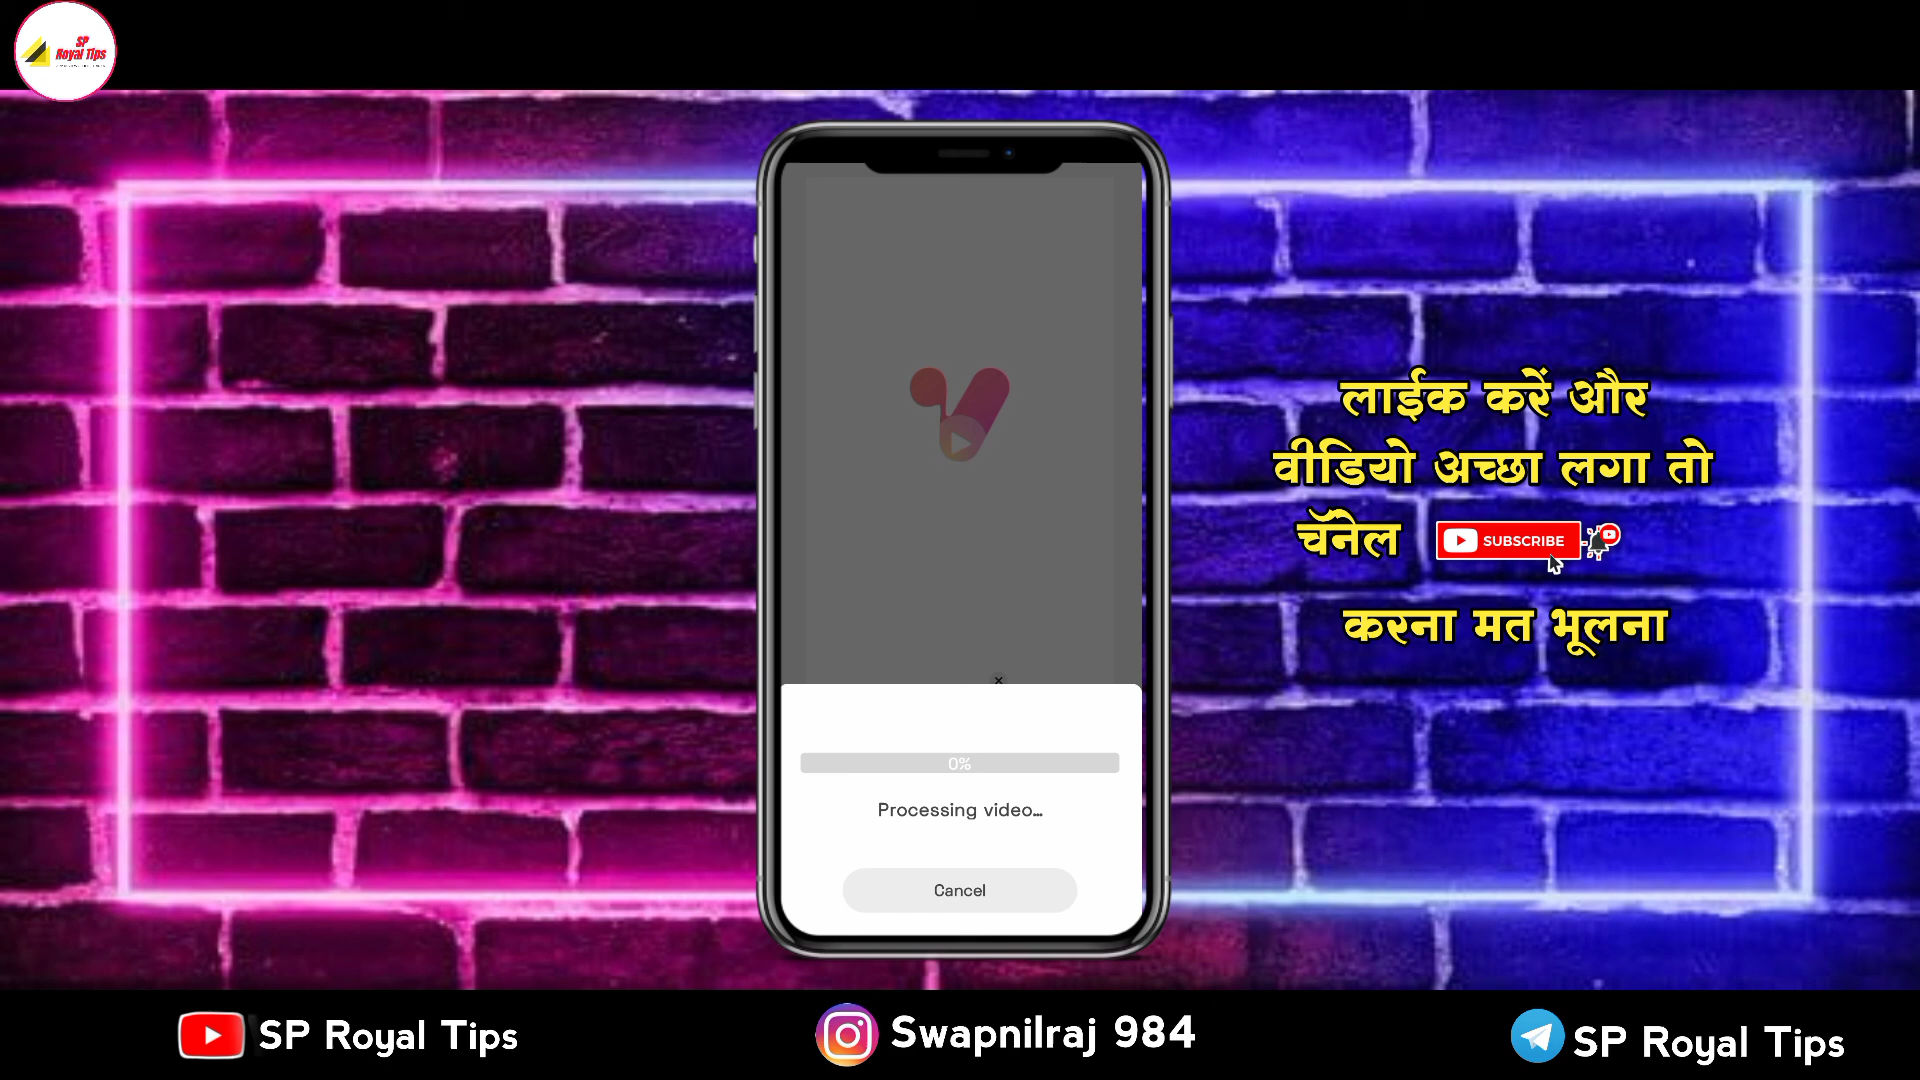 SP
Royal Tips
लाईक करें और
वीडियो अच्छा लगा तो
चॅनेल SUBSCRIBE
करना मत भूलना
0%
Processing video...
Cancel
SP Royal Tips
Swapnilraj 984
SP Royal Tips